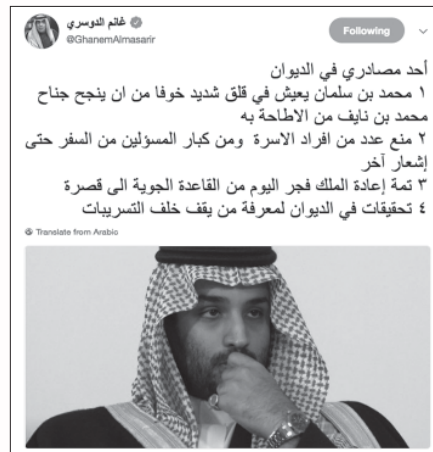 غانم الدوسري
@GhanemAlmasarir
Following
أحد مصادري في الديوان
١ محمد بن سلمان يعيش في قلق شديد خوفا من ان ينجح جناح
محمد بن نايف من الاطاحة به
٢ منع عدد من افراد الاسرة ومن كبار المسؤلين من السفر حتى
إشعار آخر
٣ تمة إعادة الملك فجر اليوم من القاعدة الجوية الى قصرة
٤ تحقيقات في الديوان لمعرفة من يقف خلف التسريبات
Translate from Arabic